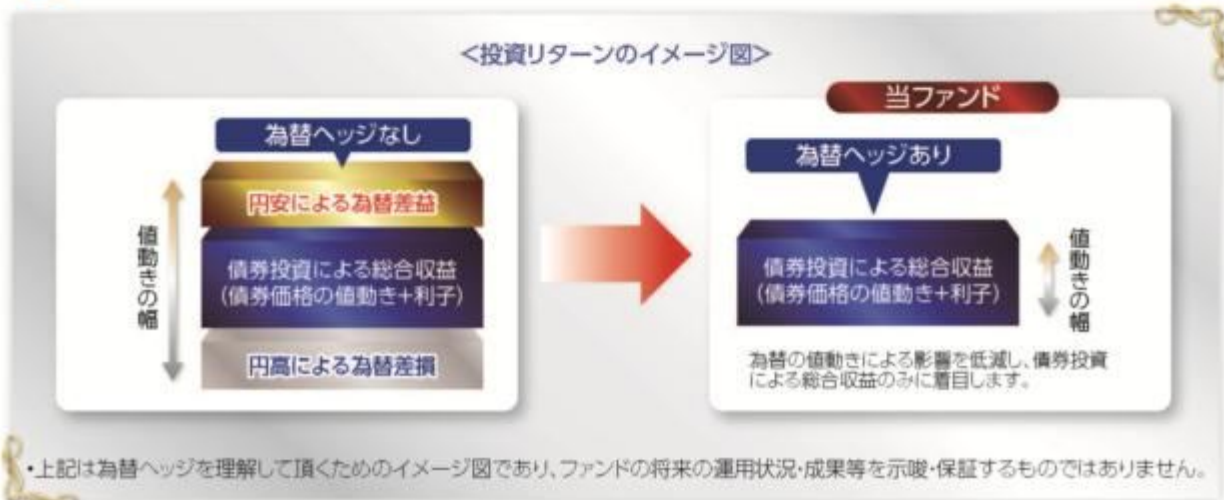 <投資リターンのイメージ図>
為替ヘッジなし
円安による為替差益
債券投資による総合収益
(債券価格の値動き+利子)
円高による為替差損
値動きの幅
当ファンド
為替ヘッジあり
債券投資による総合収益
(債券価格の値動き+利子)
値動きの幅
為替の値動きによる影響を低減し、債券投資
による総合収益のみに着目します。
・上記は為替ヘッジを理解して頂くためのイメージ図であり、ファンドの将来の運用状況・成果等を示唆・保証するものではありません。